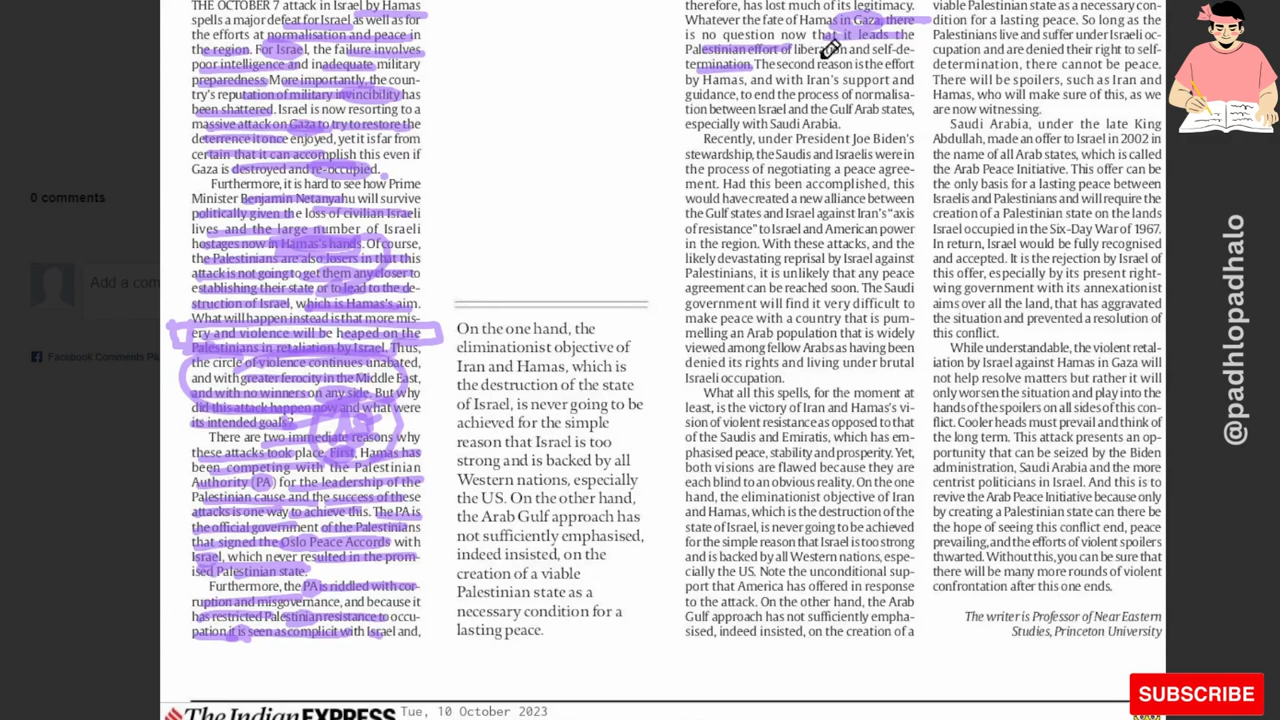 THE OCTOBER 7 attack in Israel by Hamas
spells a major defeat for Israel as well as for
the efforts at normalisation and peace in
the region. For Israel, the failure involves
poor intelligence and inadequate military
preparedness. More importantly, the coun-
try's reputation of military invincibility has
been shattered. Israel is now resorting to a
massive attack on Gaza to try to restore the
deterrence it once enjoyed, yet it is far from
certain that it can accomplish this even if
Gaza is destroyed and re-occupied.
Furthermore, it is hard to see how Prime
Minister Benjamin Netanyahu will survive
politically given the loss of civilian Israeli
lives and the large number of Israeli
hostages now in Hamas's hands. Of course,
the Palestinians are also losers in that this
attack is not going to get them any closer to
establishing their state or to lead to the de-
struction of Israel, which is Hamas's aim.
What will happen instead is that more mis-
ery and violence will be heaped on the
Palestinians in retaliation by Israel. Thus,
the circle of violence continues unabated,
and with greater ferocity in the Middle East,
and with no winners on any side. But why
did this attack happen now and what were
its intended goals?
There are two immediate reasons why
these attacks took place. First, Hamas has
been competing with the Palestinian
Authority (PA) for the leadership of the
Palestinian cause and the success of these
attacks is one way to achieve this. The PA is
the official government of the Palestinians
that signed the Oslo Peace Accords with
Israel, which never resulted in the prom-
ised Palestinian state.
Furthermore, the PA is riddled with cor-
ruption and misgovernance, and because it
has restricted Palestinian resistance to occu-
pation it is seen as complicit with Israel and,
On the one hand, the
eliminationist objective of
Iran and Hamas, which is
the destruction of the state
of Israel, is never going to be
achieved for the simple
reason that Israel is too
strong and is backed by all
Western nations, especially
the US. On the other hand,
the Arab Gulf approach has
not sufficiently emphasised,
indeed insisted, on the
creation of a viable
Palestinian state as a
necessary condition for a
lasting peace.
therefore, has lost much of its legitimacy.
Whatever the fate of Hamas in Gaza, there
is no question now that it leads the
Palestinian effort of liberation and self-de-
termination. The second reason is the effort
by Hamas, and with Iran's support and
guidance, to end the process of normalisa-
tion between Israel and the Gulf Arab states,
especially with Saudi Arabia.
Recently, under President Joe Biden's
stewardship, the Saudis and Israelis were in
the process of negotiating a peace agree-
ment. Had this been accomplished, this
would have created a new alliance between
the Gulf states and Israel against Iran's "axis
of resistance" to Israel and American power
in the region. With these attacks, and the
likely devastating reprisal by Israel against
Palestinians, it is unlikely that any peace
agreement can be reached soon. The Saudi
government will find it very difficult to
make peace with a country that is pum-
melling an Arab population that is widely
viewed among fellow Arabs as having been
denied its rights and living under brutal
Israeli occupation.
What all this spells, for the moment at
least, is the victory of Iran and Hamas's vi-
sion of violent resistance as opposed to that
of the Saudis and Emiratis, which has em-
phasised peace, stability and prosperity. Yet,
both visions are flawed because they are
each blind to an obvious reality. On the one
hand, the eliminationist objective of Iran
and Hamas, which is the destruction of the
state of Israel, is never going to be achieved
for the simple reason that Israel is too strong
and is backed by all Western nations, espe-
cially the US. Note the unconditional sup-
port that America has offered in response
to the attack. On the other hand, the Arab
Gulf approach has not sufficiently empha-
sised, indeed insisted, on the creation of a
viable Palestinian state as a necessary con-
dition for a lasting peace. So long as the
Palestinians live and suffer under Israeli oc-
cupation and are denied their right to self-
determination, there cannot be peace.
There will be spoilers, such as Iran and
Hamas, who will make sure of this, as we
are now witnessing.
Saudi Arabia, under the late King
Abdullah, made an offer to Israel in 2002 in
the name of all Arab states, which is called
the Arab Peace Initiative. This offer can be
the only basis for a lasting peace between
Israelis and Palestinians and will require the
creation of a Palestinian state on the lands
Israel occupied in the Six-Day War of 1967.
In return, Israel would be fully recognised
and accepted. It is the rejection by Israel of
this offer, especially by its present right-
wing government with its annexationist
aims over all the land, that has aggravated
the situation and prevented a resolution of
this conflict.
While understandable, the violent retal-
iation by Israel against Hamas in Gaza will
not help resolve matters but rather it will
only worsen the situation and play into the
hands of the spoilers on all sides of this con-
flict. Cooler heads must prevail and think of
the long term. This attack presents an op-
portunity that can be seized by the Biden
administration, Saudi Arabia and the more
centrist politicians in Israel. And this is to
revive the Arab Peace Initiative because only
by creating a Palestinian state can there be
the hope of seeing this conflict end, peace
prevailing, and the efforts of violent spoilers
thwarted. Without this, you can be sure that
there will be many more rounds of violent
confrontation after this one ends.
The writer is Professor of Near Eastern
Studies, Princeton University
The Indian EXPRESS
Tue, 10 October 2023
0 comments
Add a com
Facebook Comments
@padhlopadhalo
SUBSCRIBE